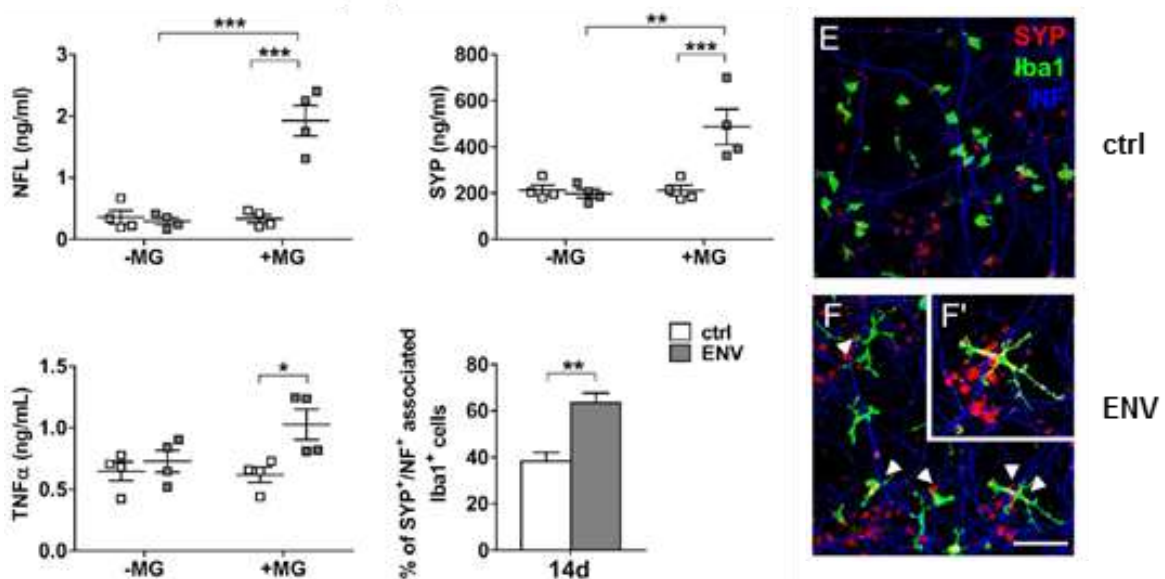 ***
***
3
2
1
0
NFL (ng/ml)
-MG
+MG
**
***
800
600
400
200
0
SYP (ng/ml)
-MG
+MG
E
SYP
Iba1
NF
ctrl
*
1.5
1.0
0.5
0.0
TNFα (ng/mL)
-MG
+MG
ctrl
ENV
**
80
60
40
20
0
% of SYP⁺/NF⁺ associated
Iba1⁺ cells
14d
F
F'
ENV